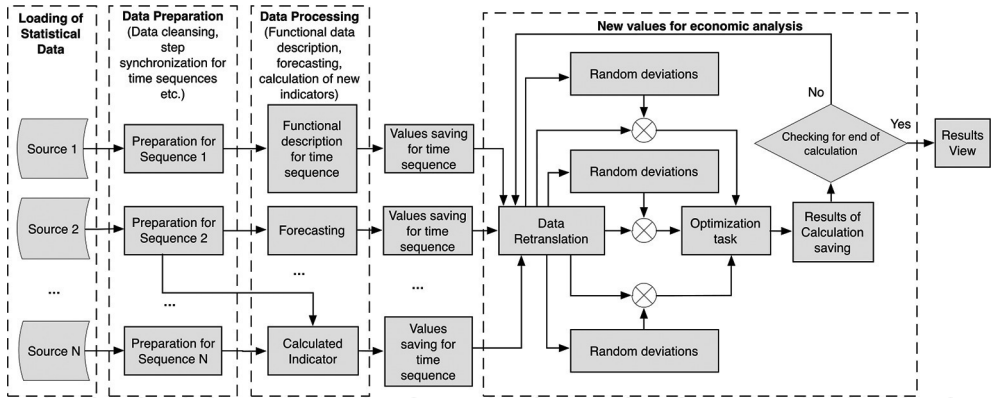 Loading of
Statistical
Data
Data Preparation
(Data cleansing,
step
synchronization for
time sequences
etc.)
Data Processing
(Functional data
description,
forecasting,
calculation of new
indicators)
New values for economic analysis
Source 1
Preparation for
Sequence 1
Functional
description
for time
sequence
Values saving
for time
sequence
Source 2
Preparation for
Sequence 2
Forecasting
Values saving
for time
sequence
...
...
...
...
Source N
Preparation for
Sequence N
Calculated
Indicator
Values
saving for
time
sequence
Data
Retranslation
Random deviations
Random deviations
Random deviations
Optimization
task
Results of
Calculation
saving
Checking for end of
calculation
No
Yes
Results
View